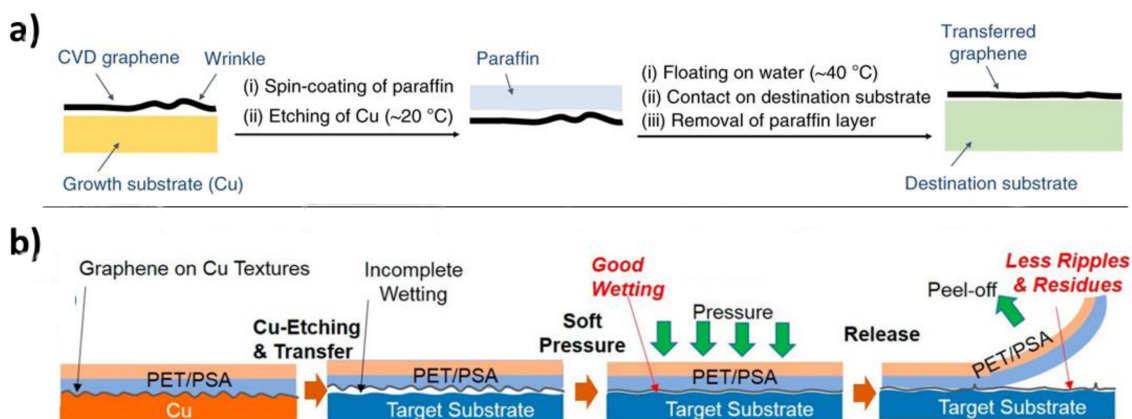 a)
CVD graphene
Wrinkle
Growth substrate (Cu)
(i) Spin-coating of paraffin
(ii) Etching of Cu (~20 °C)
Paraffin
(i) Floating on water (~40 °C)
(ii) Contact on destination substrate
(iii) Removal of paraffin layer
Transferred
graphene
Destination substrate
b)
Graphene on Cu Textures
PET/PSA
Cu
Cu-Etching
& Transfer
Incomplete
Wetting
PET/PSA
Target Substrate
Soft
Pressure
Good
Wetting
Pressure
PET/PSA
Target Substrate
Release
Peel-off
Less Ripples
& Residues
PET/PSA
Target Substrate